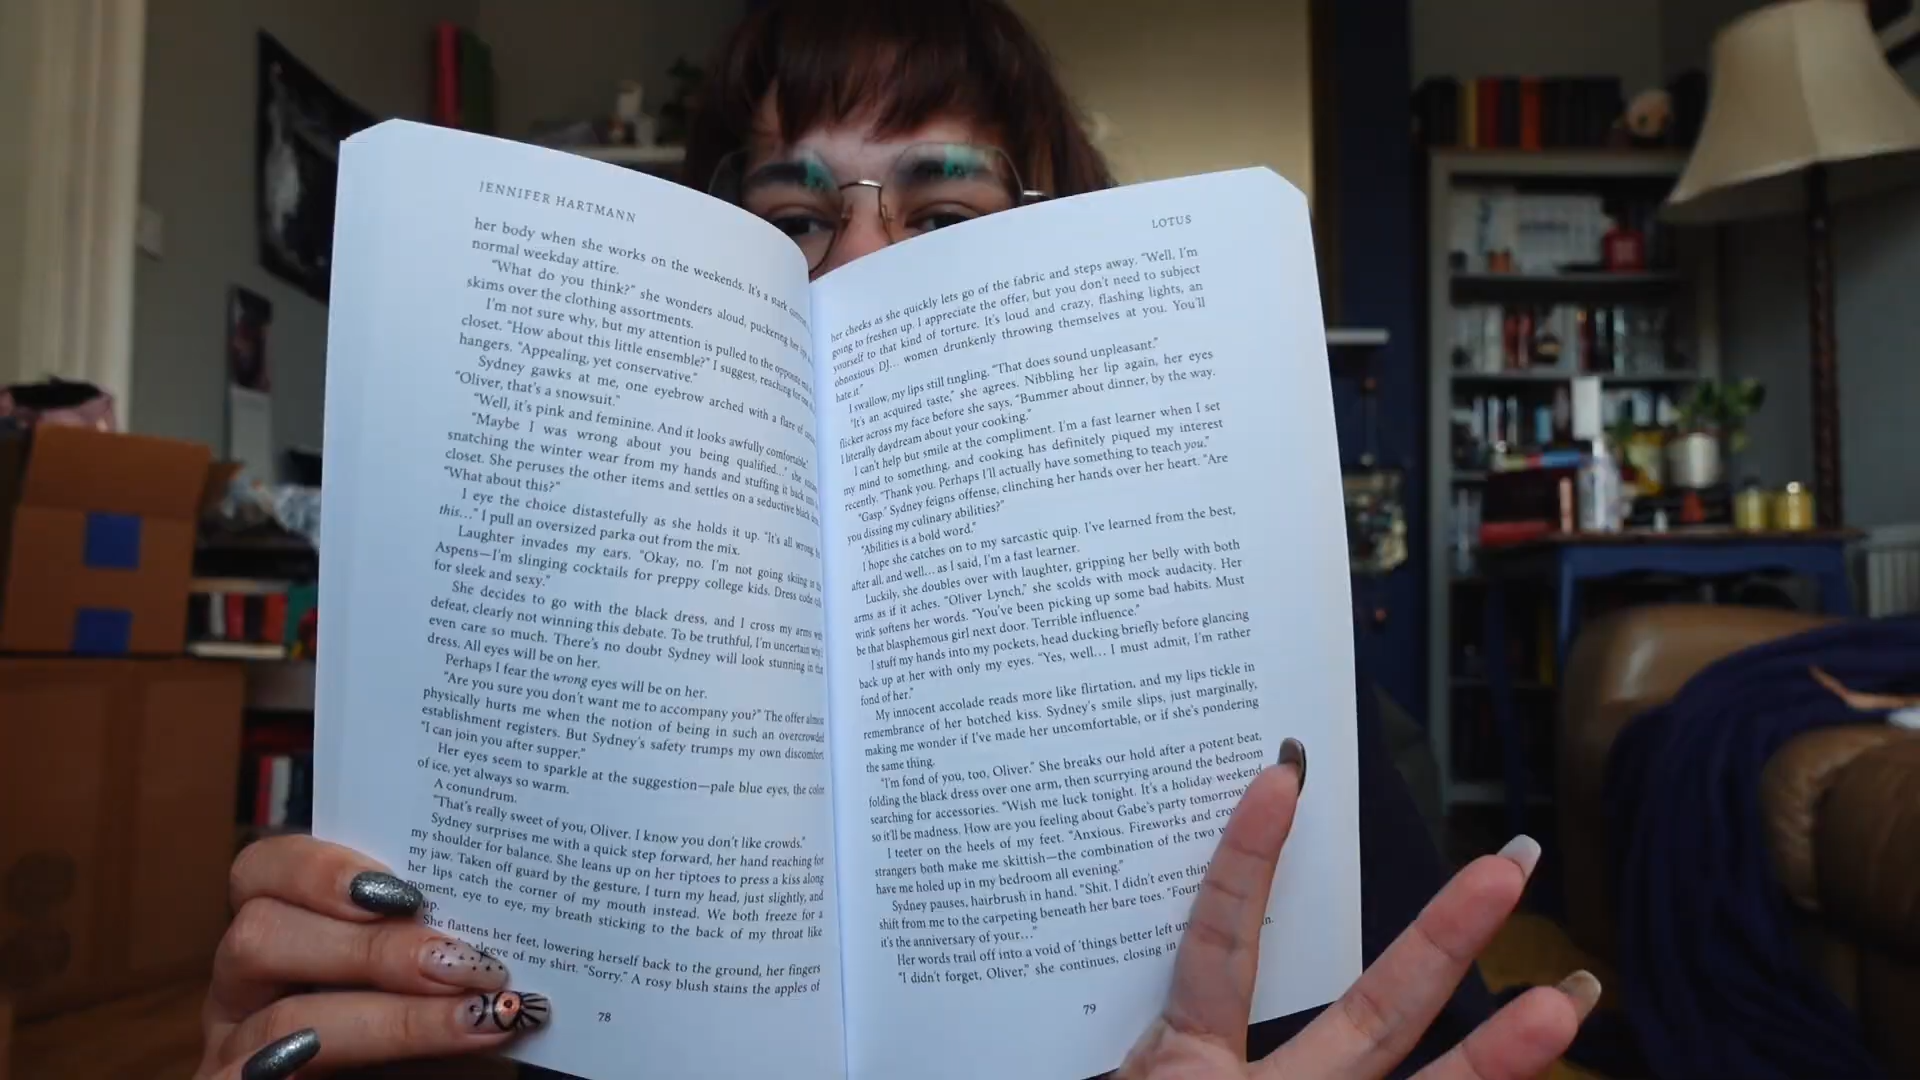 JENNIFER HARTMANN
her body when she works on the weekends. It's a stark
normal weekday attire.
"What do you think?" she wonders aloud, puckering her
skims over the clothing assortments.
I'm not sure why, but my attention is pulled to the opposite
closet. "How about this little ensemble?" I suggest, reaching for
hangers. "Appealing, yet conservative."
Sydney gawks at me, one eyebrow arched with a flare of
"Oliver, that's a snowsuit."
"Well, it's pink and feminine. And it looks awfully comfortable."
"Maybe I was wrong about you being qualified..." she
snatching the winter wear from my hands and stuffing it back
closet. She peruses the other items and settles on a seductive black
"What about this?"
I eye the choice distastefully as she holds it up. "It's all wrong.
this..." I pull an oversized parka out from the mix.
Laughter invades my ears. "Okay, no. I'm not going skiing in
Aspens—I'm slinging cocktails for preppy college kids. Dress code
for sleek and sexy."
She decides to go with the black dress, and I cross my arms
defeat, clearly not winning this debate. To be truthful, I'm uncertain
even care so much. There's no doubt Sydney will look stunning in
dress. All eyes will be on her.
Perhaps I fear the wrong eyes will be on her.
"Are you sure you don't want me to accompany you?" The offer almost
physically hurts me when the notion of being in such an overcrowded
establishment registers. But Sydney's safety trumps my own discomfort.
"I can join you after supper."
Her eyes seem to sparkle at the suggestion—pale blue eyes, the color
of ice, yet always so warm.
A conundrum.
"That's really sweet of you, Oliver. I know you don't like crowds."
Sydney surprises me with a quick step forward, her hand reaching for
my shoulder for balance. She leans up on her tiptoes to press a kiss along
my jaw. Taken off guard by the gesture, I turn my head, just slightly, and
her lips catch the corner of my mouth instead. We both freeze for a
moment, eye to eye, my breath sticking to the back of my throat like
up.
She flattens her feet, lowering herself back to the ground, her fingers
sleeve of my shirt. "Sorry." A rosy blush stains the apples of
78
LOTUS
her cheeks as she quickly lets go of the fabric and steps away. "Well, I'm
going to freshen up. I appreciate the offer, but you don't need to subject
yourself to that kind of torture. It's loud and crazy, flashing lights, an
obnoxious DJ... women drunkenly throwing themselves at you. You'll
hate it."
I swallow, my lips still tingling. "That does sound unpleasant."
"It's an acquired taste," she agrees. Nibbling her lip again, her eyes
flicker across my face before she says, "Bummer about dinner, by the way.
I literally daydream about your cooking."
I can't help but smile at the compliment. I'm a fast learner when I set
my mind to something, and cooking has definitely piqued my interest
recently. "Thank you. Perhaps I'll actually have something to teach you."
"Gasp." Sydney feigns offense, clinching her hands over her heart. "Are
you dissing my culinary abilities?"
"Abilities is a bold word."
I hope she catches on to my sarcastic quip. I've learned from the best,
after all, and well... as I said, I'm a fast learner.
Luckily, she doubles over with laughter, gripping her belly with both
arms as if it aches. "Oliver Lynch," she scolds with mock audacity. Her
wink softens her words. "You've been picking up some bad habits. Must
be that blasphemous girl next door. Terrible influence."
I stuff my hands into my pockets, head ducking briefly before glancing
back up at her with only my eyes. "Yes, well... I must admit, I'm rather
fond of her."
My innocent accolade reads more like flirtation, and my lips tickle in
remembrance of her botched kiss. Sydney's smile slips, just marginally,
making me wonder if I've made her uncomfortable, or if she's pondering
the same thing.
"I'm fond of you, too, Oliver." She breaks our hold after a potent beat,
folding the black dress over one arm, then scurrying around the bedroom
searching for accessories. "Wish me luck tonight. It's a holiday weekend
so it'll be madness. How are you feeling about Gabe's party tomorrow
I teeter on the heels of my feet. "Anxious. Fireworks and
strangers both make me skittish—the combination of the two
have me holed up in my bedroom all evening."
Sydney pauses, hairbrush in hand. "Shit. I didn't even
shift from me to the carpeting beneath her bare toes.
it's the anniversary of your..."
Her words trail off into a void of 'things better left
"I didn't forget, Oliver," she continues, closing in
79